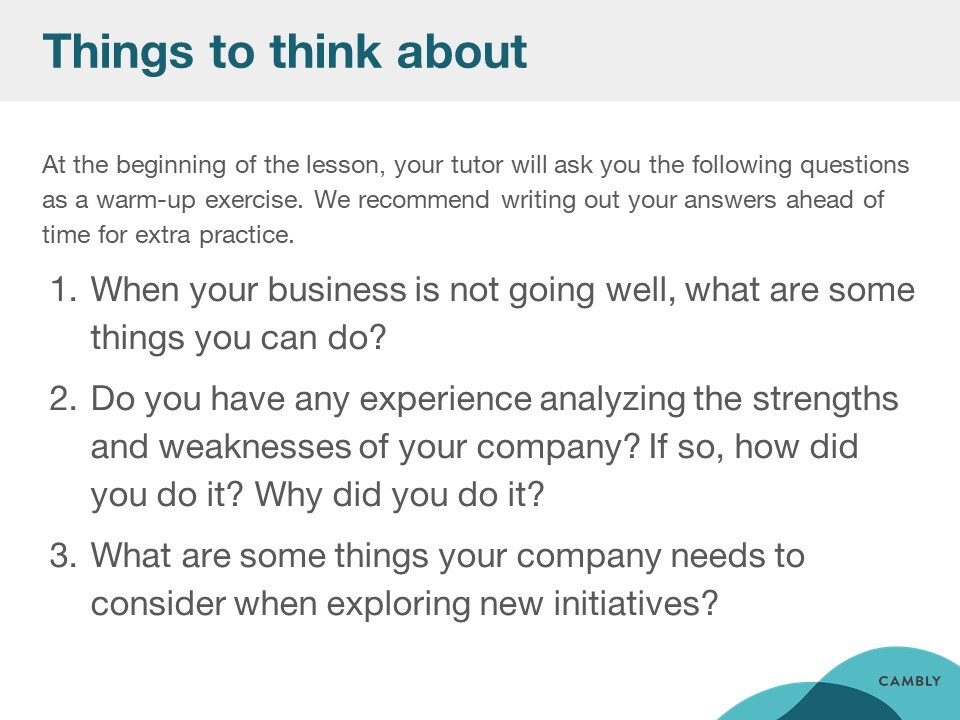 Things to think about
At the beginning of the lesson, your tutor will ask you the following questions
as a warm-up exercise. We recommend writing out your answers ahead of
time for extra practice.
1. When your business is not going well, what are some
things you can do?
2. Do you have any experience analyzing the strengths
and weaknesses of your company? If so, how did
you do it? Why did you do it?
3. What are some things your company needs to
consider when exploring new initiatives?
CAMBLY